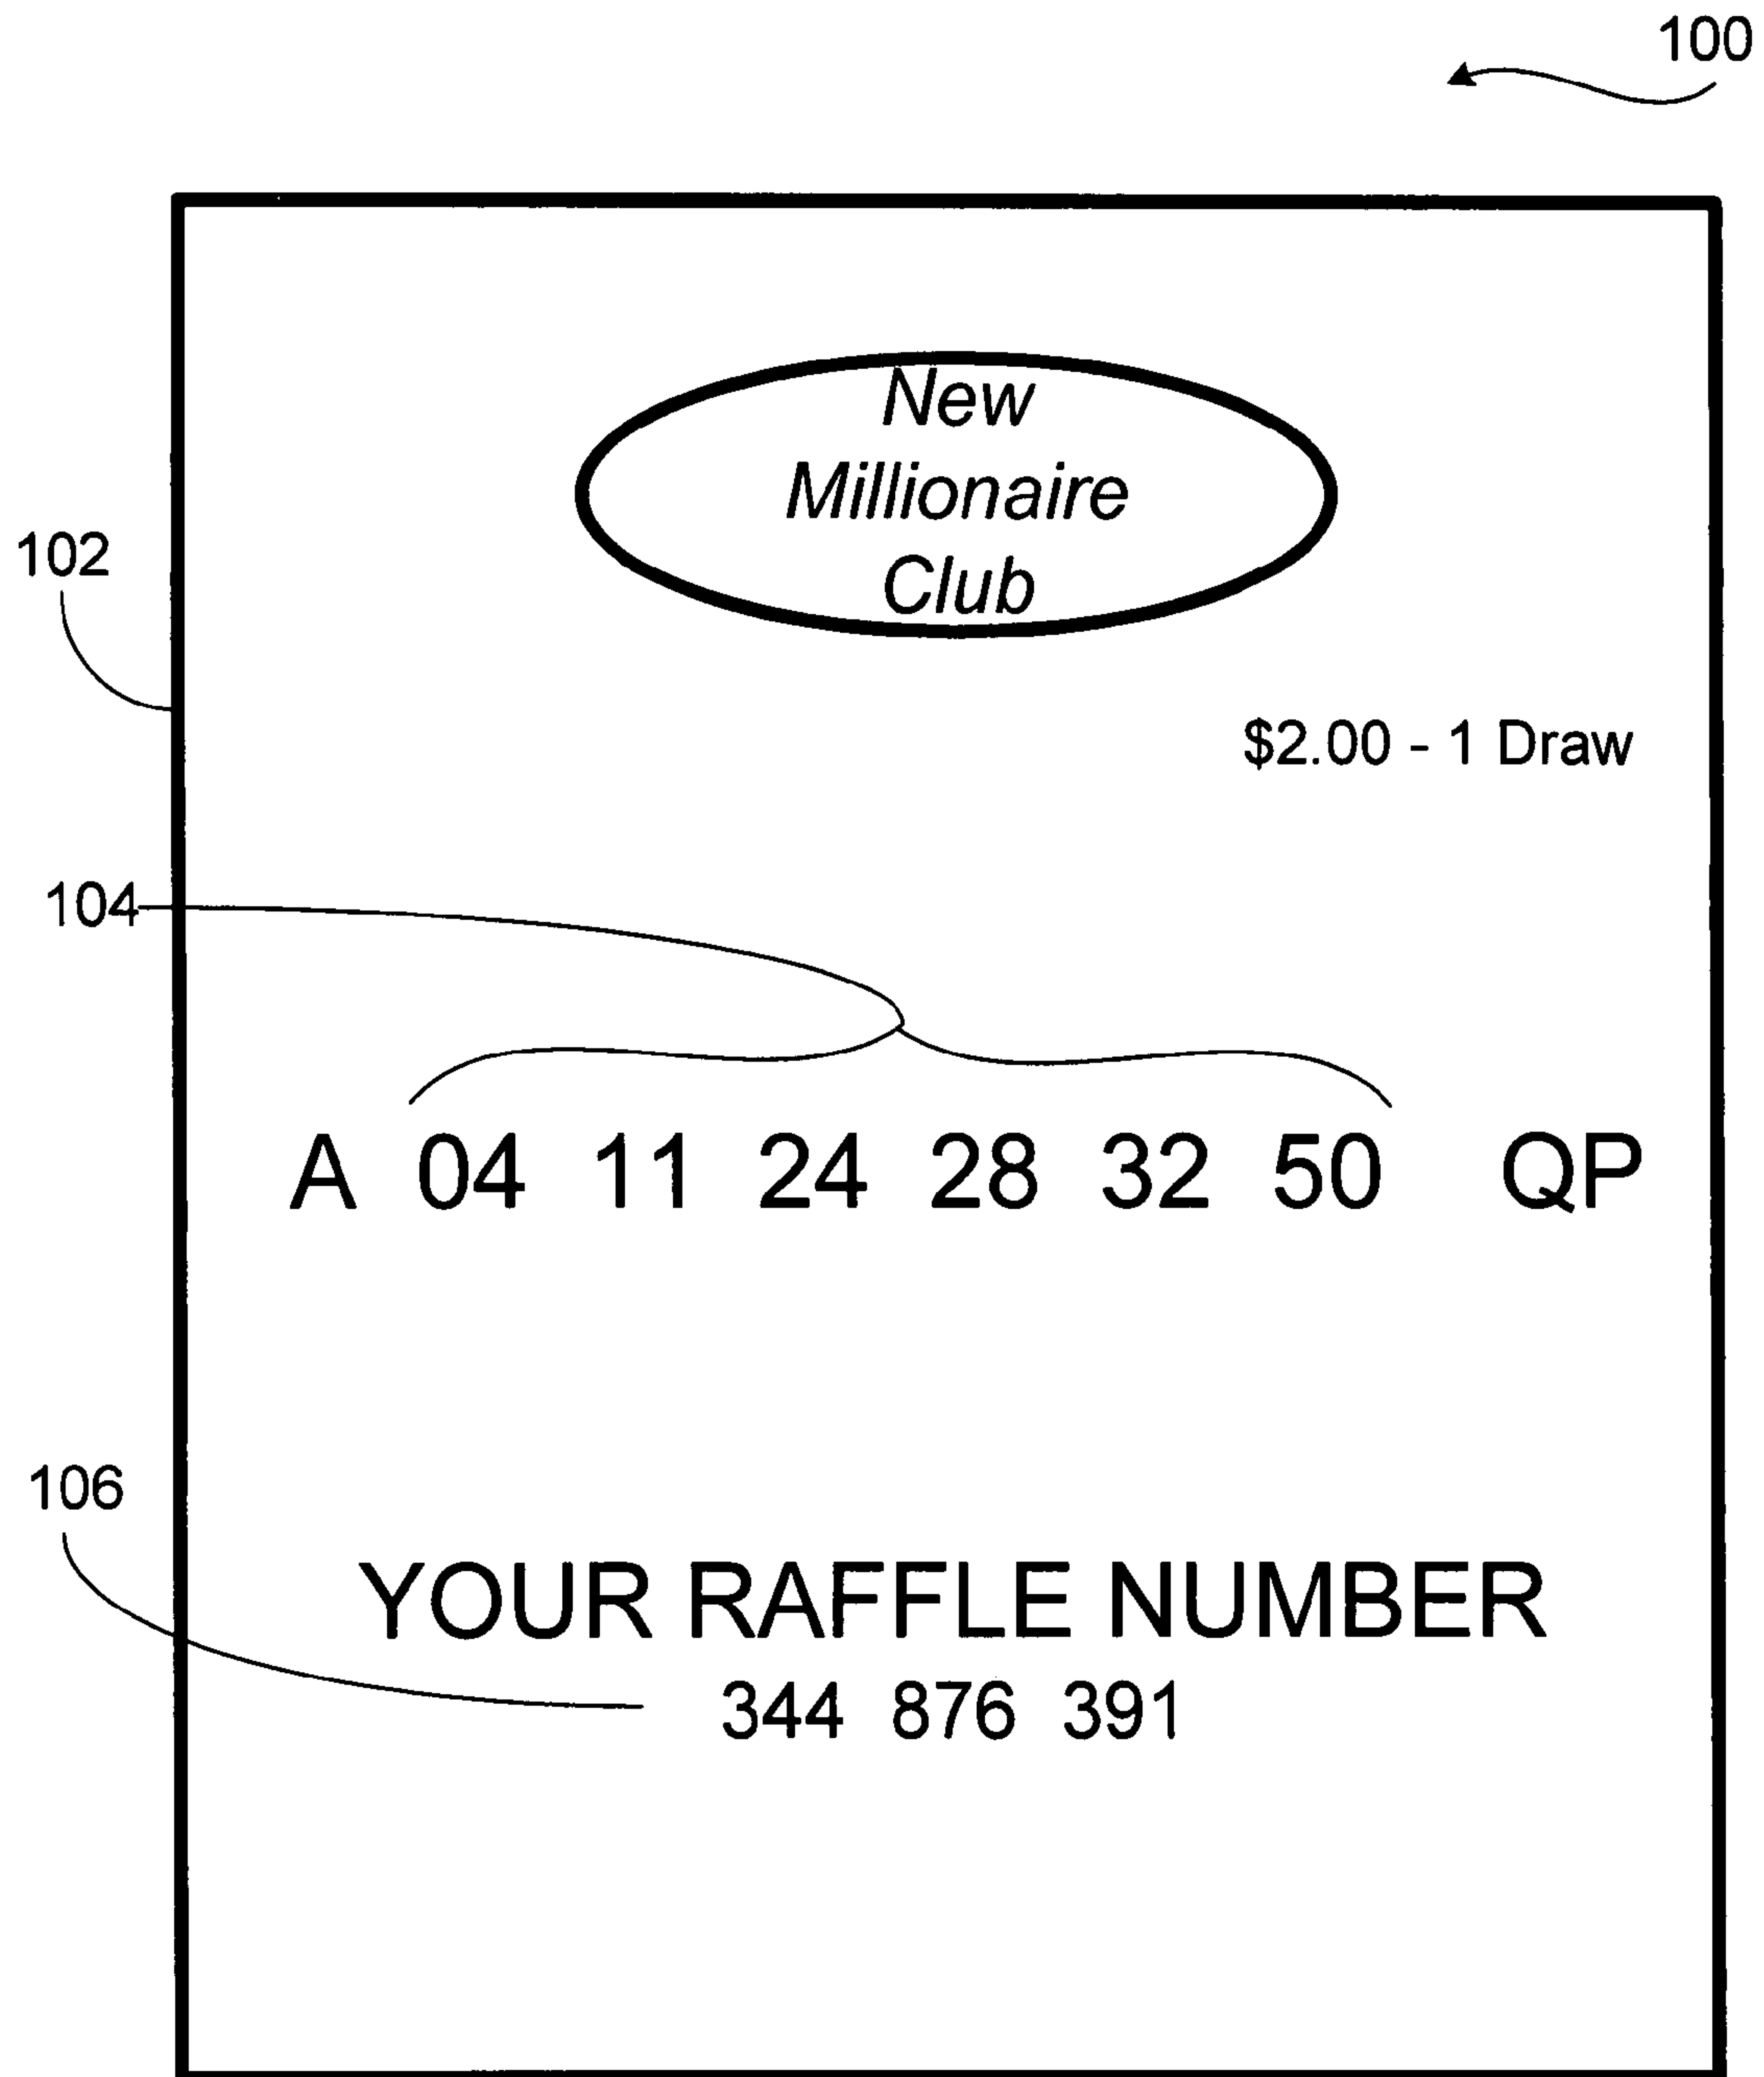 100
New
Millionaire
Club
102
$2.00 - 1 Draw
104
A 04 11 24 28 32 50 QP
106
YOUR RAFFLE NUMBER
344 876 391